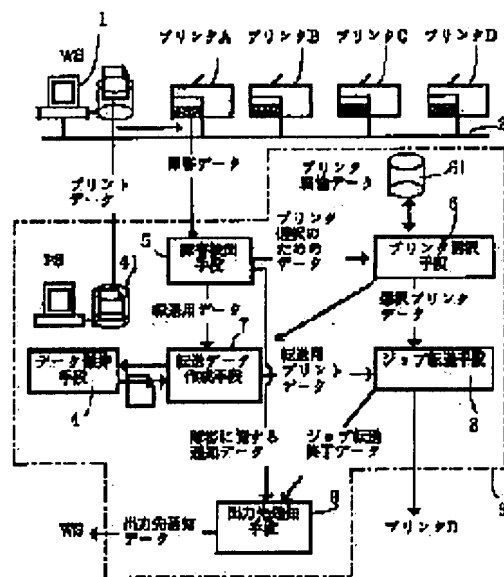 1
WS
プリンタA
プリンタB
プリンタC
プリンタD
2
プリント
データ
障害データ
プリンタ
データ
61
5
障害検出
手段
プリンタ
選択の
ための
データ
6
プリンタ選択
手段
PS
41
転送用データ
7
選択プリンタ
データ
データ保持
手段
4
転送データ
作成手段
転送用
プリント
データ
ジョブ転送手段
8
障害に関する
通知データ
ジョブ転送
終了データ
WS
出力先通知
データ
出力先通知
手段
プリンタD